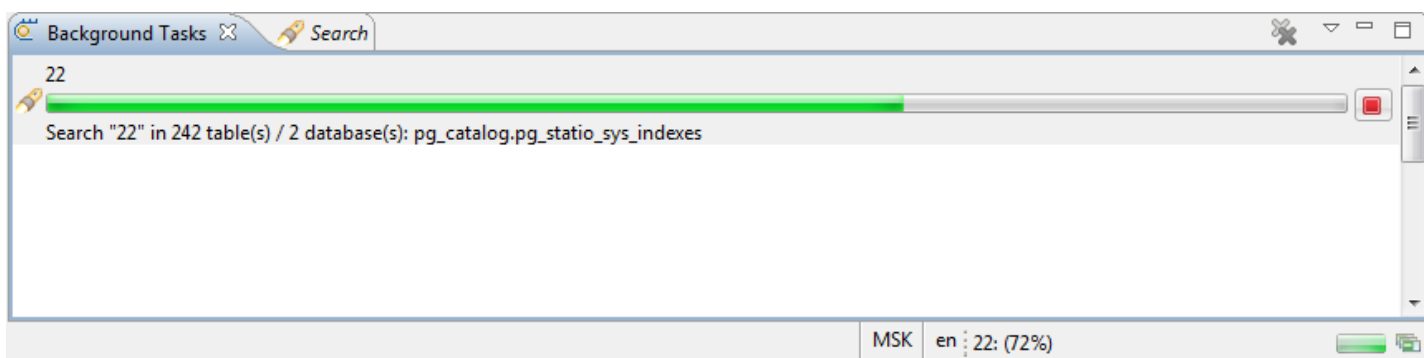 Background Tasks Search
22
Search "22" in 242 table(s) / 2 database(s): pg_catalog.pg_statio_sys_indexes
MSK en 22: (72%)